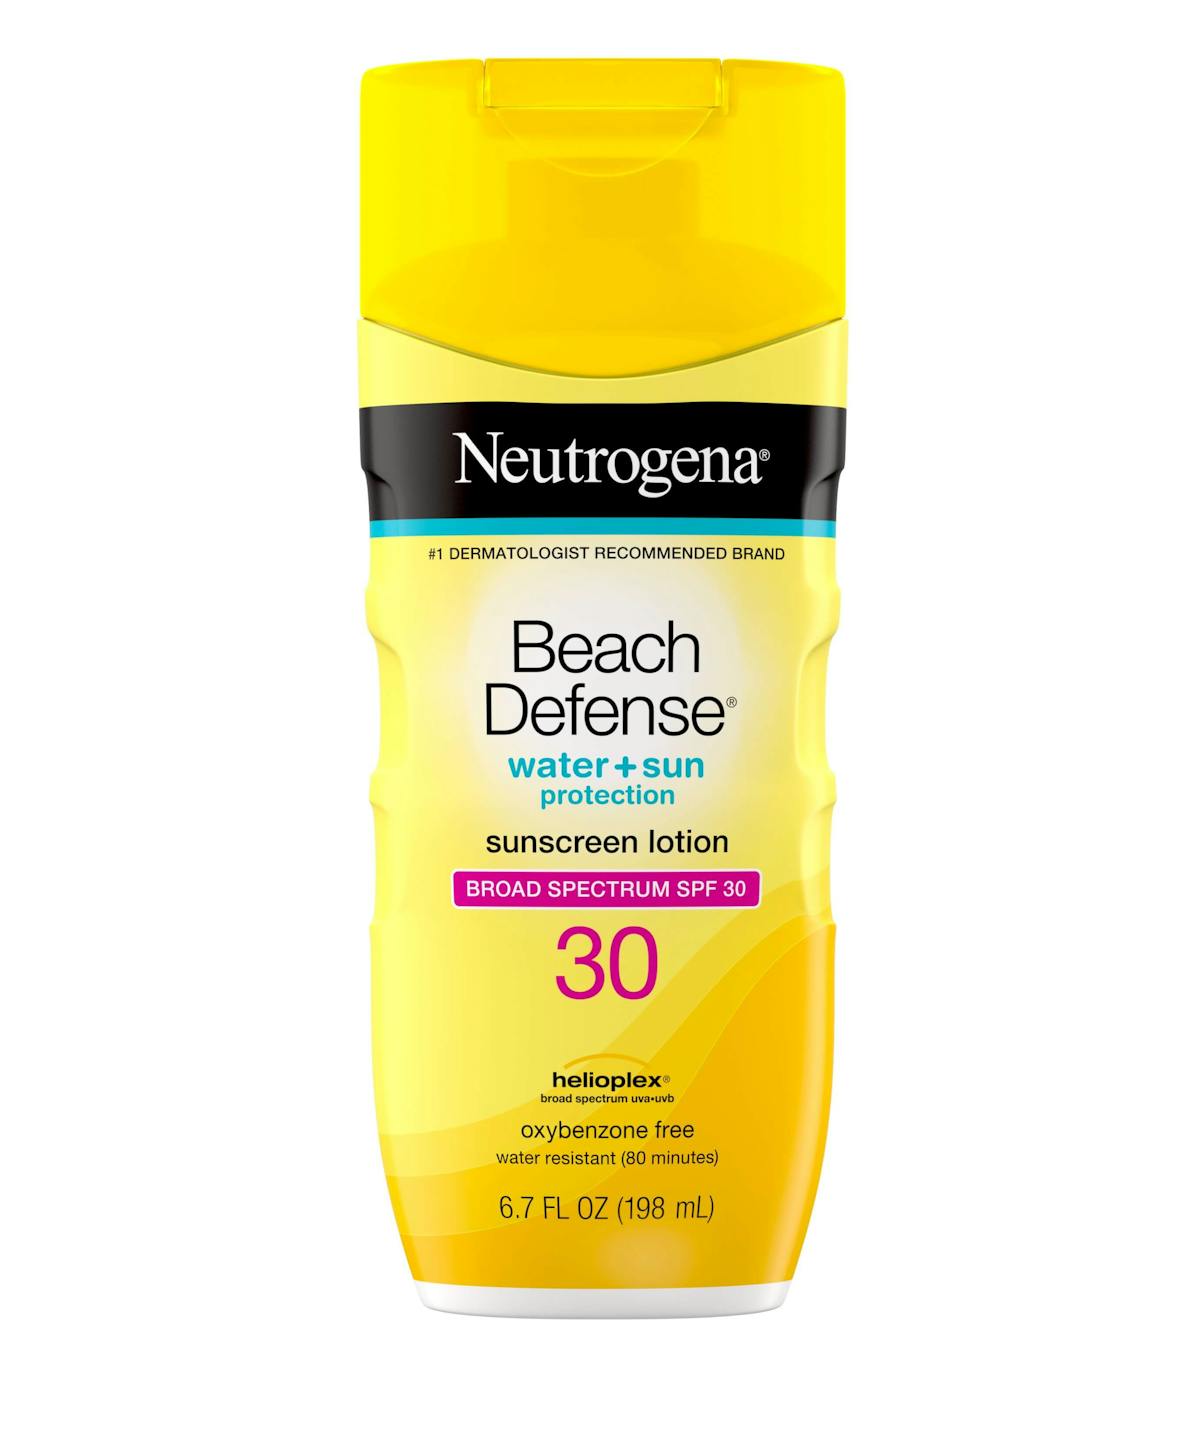 Neutrogena®
#1 DERMATOLOGIST RECOMMENDED BRAND
Beach
Defense®
water + sun
protection
sunscreen lotion
BROAD SPECTRUM SPF 30
30
helioplex®
broad spectrum uva•uvb
oxybenzone free
water resistant (80 minutes)
6.7 FL OZ (198 mL)